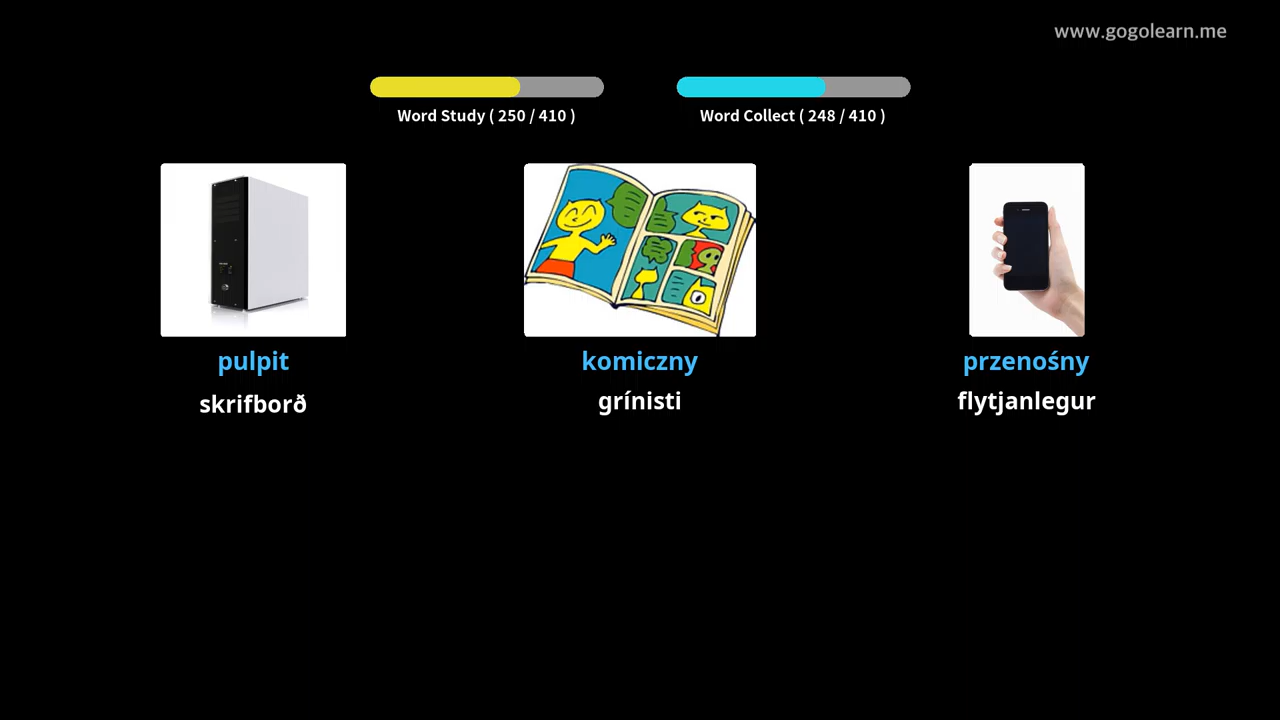 www.gogolearn.me
Word Study ( 250 / 410 )
Word Collect ( 248 / 410 )
pulpit
skrifborð
komiczny
grínisti
przenośny
flytjanlegur